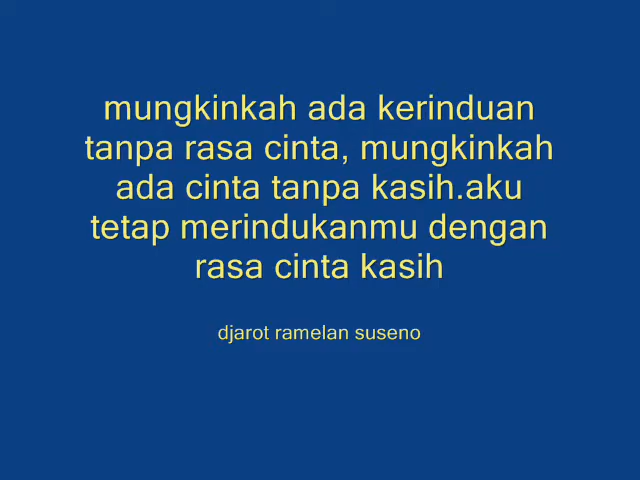 mungkinkah ada kerinduan
tanpa rasa cinta, mungkinkah
ada cinta tanpa kasih.aku
tetap merindukanmu dengan
rasa cinta kasih
djarot ramelan suseno